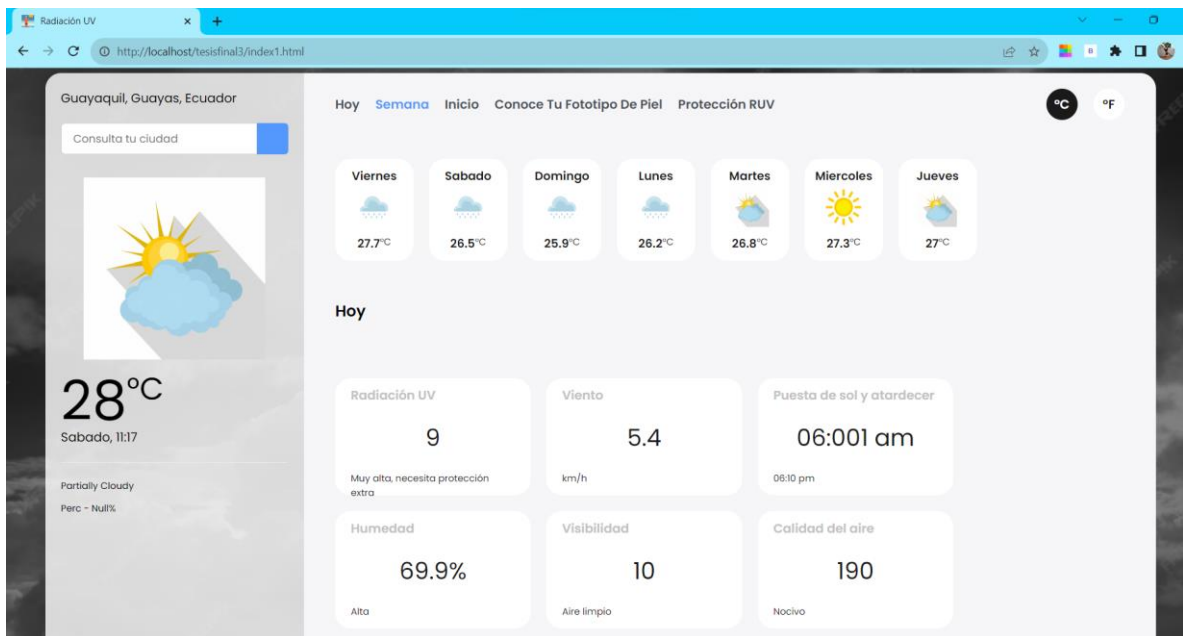 Radiación UV
http://localhost/tesisfinal3/index1.html
Guayaquil, Guayas, Ecuador
Consulta tu ciudad
28°C
Sabado, 11:17
Partially Cloudy
Perc - Null%
Hoy Semana Inicio Conoce Tu Fototipo De Piel Protección RUV
°C °F
Viernes Sabado Domingo Lunes Martes Miercoles Jueves
27.7°C 26.5°C 25.9°C 26.2°C 26.8°C 27.3°C 27°C
Hoy
Radiación UV
9
Muy alta, necesita protección
extra
Viento
5.4
km/h
Puesta de sol y atardecer
06:001 am
06:10 pm
Humedad
69.9%
Alta
Visibilidad
10
Aire limpio
Calidad del aire
190
Nocivo